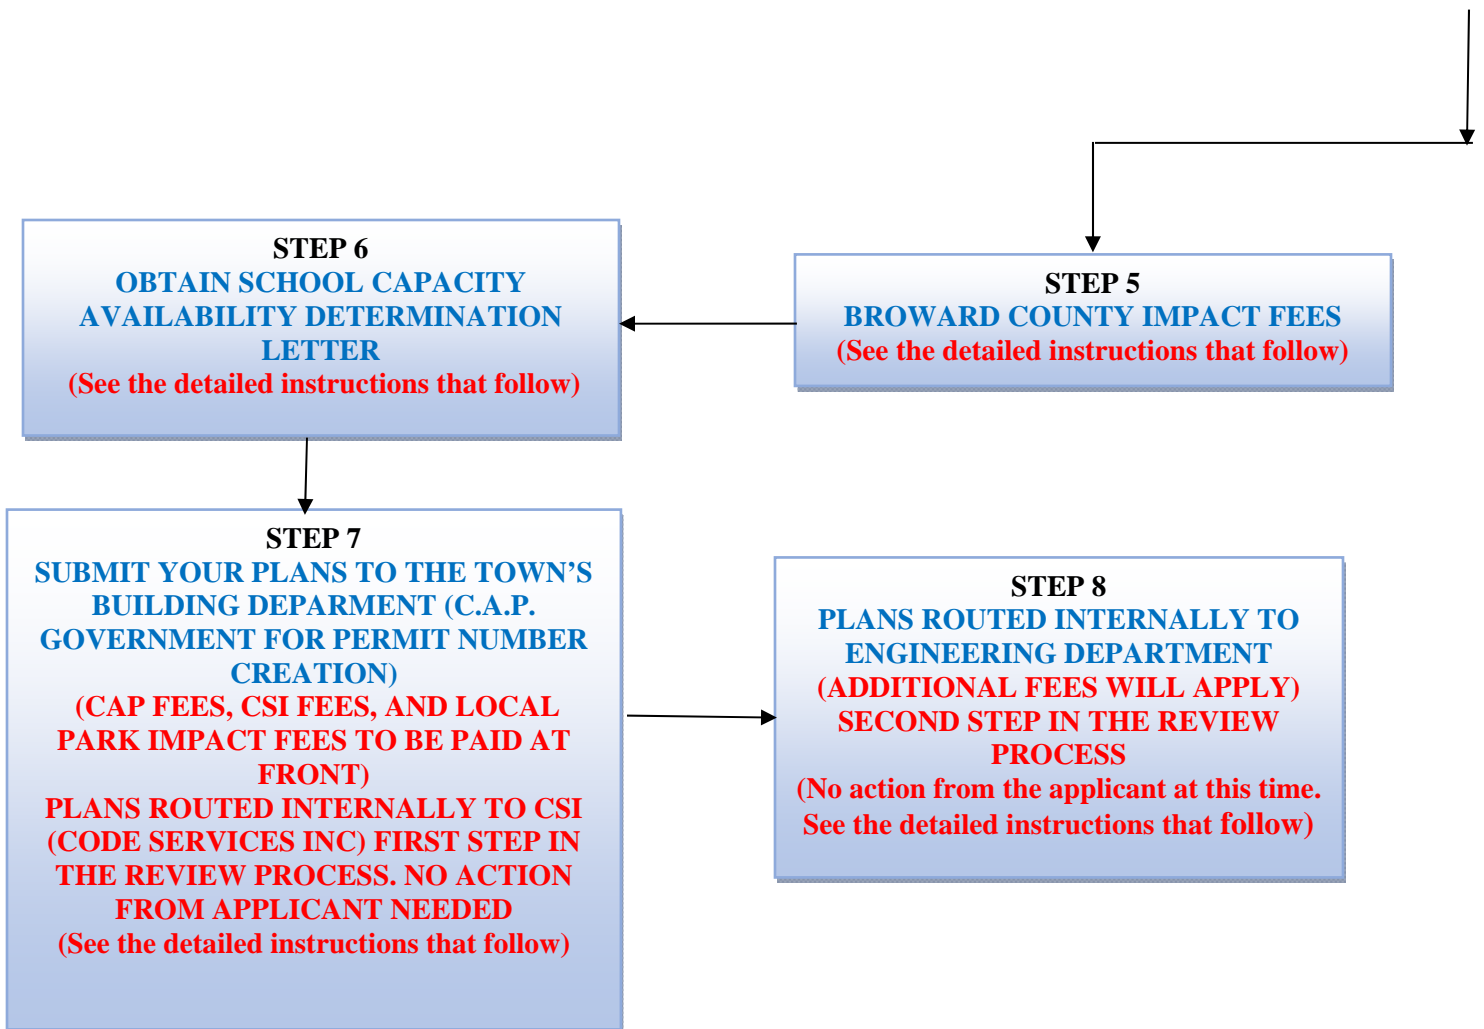 STEP 6
OBTAIN SCHOOL CAPACITY
AVAILABILITY DETERMINATION
LETTER
(See the detailed instructions that follow)
STEP 5
BROWARD COUNTY IMPACT FEES
(See the detailed instructions that follow)
STEP 7
SUBMIT YOUR PLANS TO THE TOWN’S
BUILDING DEPARMENT (C.A.P.
GOVERNMENT FOR PERMIT NUMBER
CREATION)
(CAP FEES, CSI FEES, AND LOCAL
PARK IMPACT FEES TO BE PAID AT
FRONT)
PLANS ROUTED INTERNALLY TO CSI
(CODE SERVICES INC) FIRST STEP IN
THE REVIEW PROCESS. NO ACTION
FROM APPLICANT NEEDED
(See the detailed instructions that follow)
STEP 8
PLANS ROUTED INTERNALLY TO
ENGINEERING DEPARTMENT
(ADDITIONAL FEES WILL APPLY)
SECOND STEP IN THE REVIEW
PROCESS
(No action from the applicant at this time.
See the detailed instructions that follow)